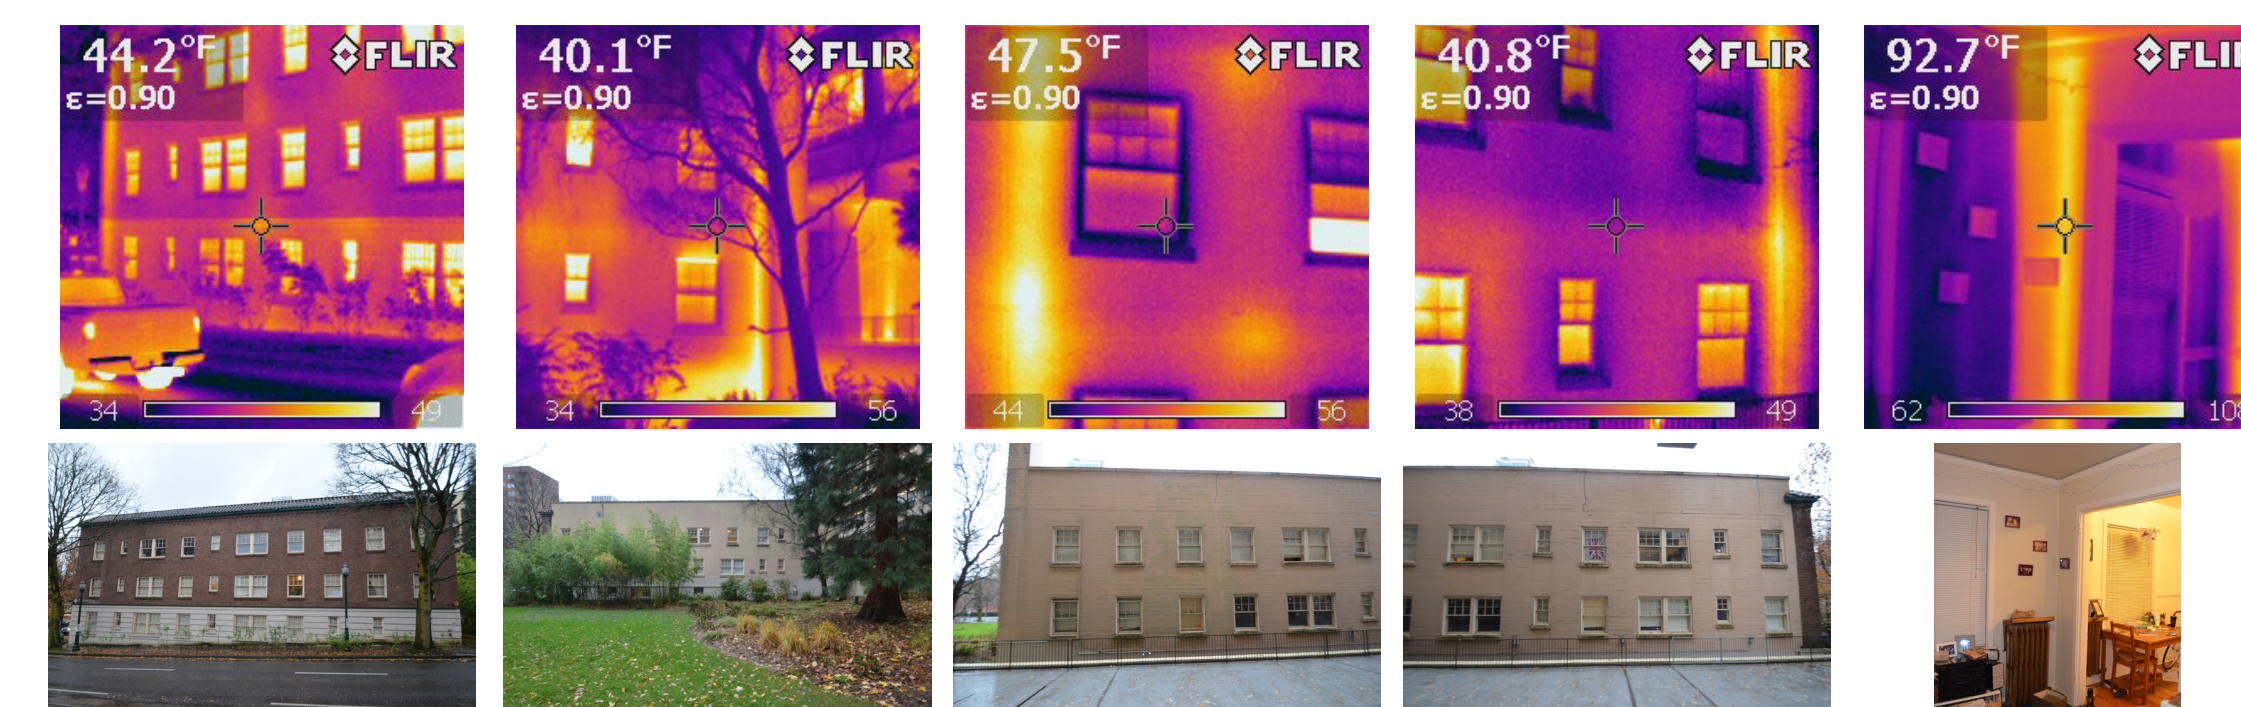 44.2°F FLIR
ε=0.90
34 49
40.1°F FLIR
ε=0.90
34 56
47.5°F FLIR
ε=0.90
44 56
40.8°F FLIR
ε=0.90
38 49
92.7°F FLI
ε=0.90
62 108